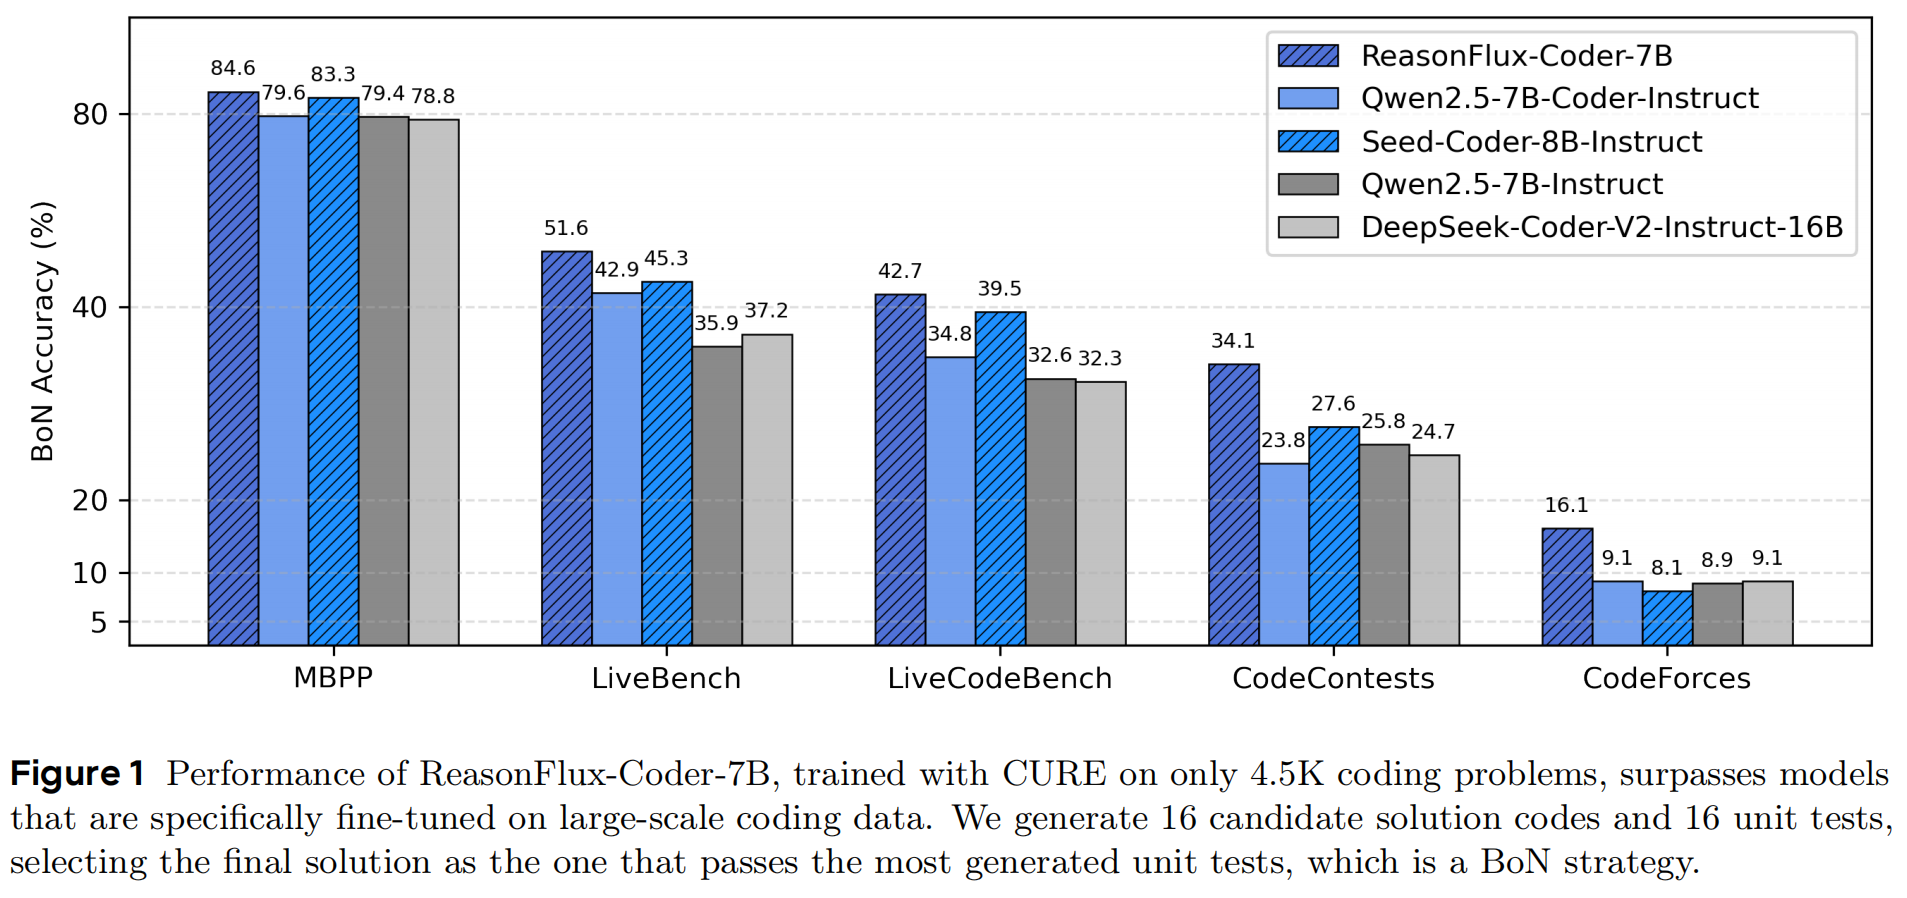 84.6
79.6
83.3
79.4
78.8
51.6
42.9
45.3
35.9
37.2
42.7
34.8
39.5
32.6
32.3
34.1
23.8
27.6
25.8
24.7
16.1
9.1
8.1
8.9
9.1
ReasonFlux-Coder-7B
Qwen2.5-7B-Coder-Instruct
Seed-Coder-8B-Instruct
Qwen2.5-7B-Instruct
DeepSeek-Coder-V2-Instruct-16B
BoN Accuracy (%)
80
40
20
10
5
MBPP
LiveBench
LiveCodeBench
CodeContests
CodeForces
Figure 1 Performance of ReasonFlux-Coder-7B, trained with CURE on only 4.5K coding problems, surpasses models
that are specifically fine-tuned on large-scale coding data. We generate 16 candidate solution codes and 16 unit tests,
selecting the final solution as the one that passes the most generated unit tests, which is a BoN strategy.